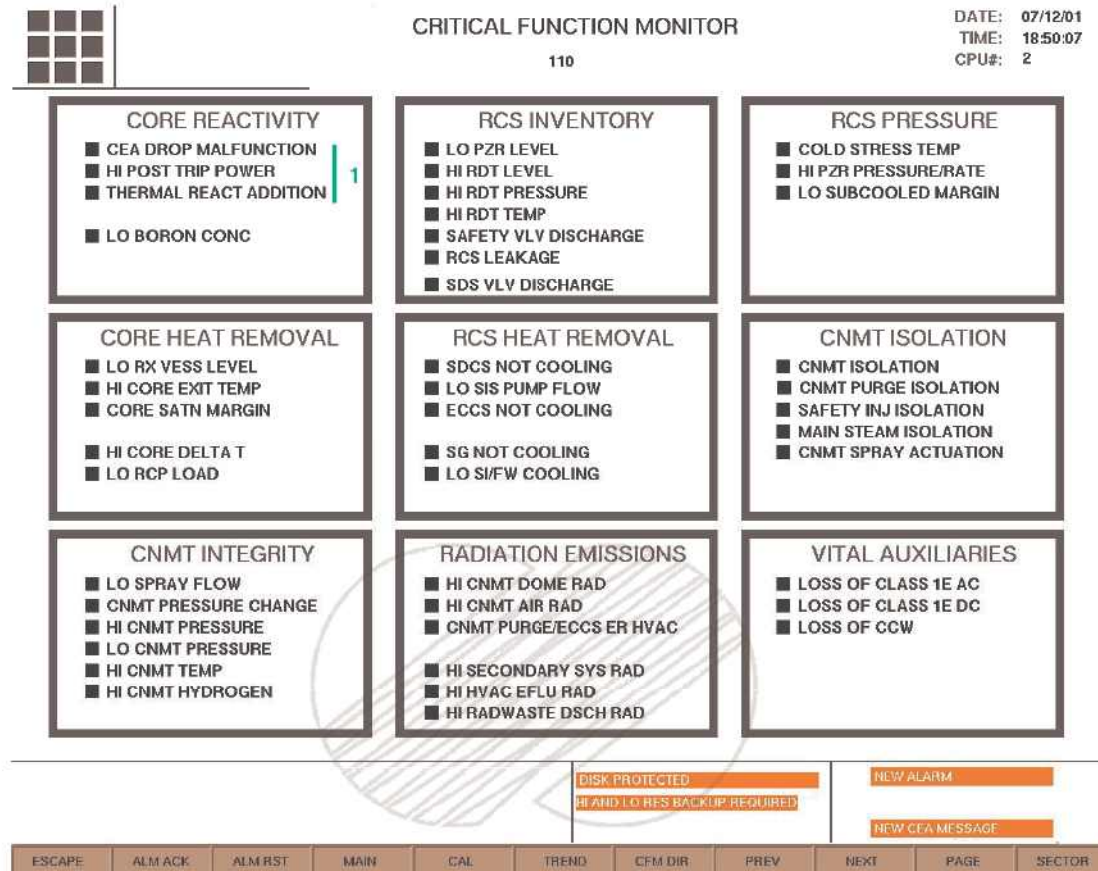 CRITICAL FUNCTION MONITOR
110
DATE: 07/12/01
TIME: 18:50:07
CPU#: 2
CORE REACTIVITY
CEA DROP MALFUNCTION
HI POST TRIP POWER
THERMAL REACT ADDITION
1
LO BORON CONC
RCS INVENTORY
LO PZR LEVEL
HI RDT LEVEL
HI RDT PRESSURE
HI RDT TEMP
SAFETY VLV DISCHARGE
RCS LEAKAGE
SDS VLV DISCHARGE
RCS PRESSURE
COLD STRESS TEMP
HI PZR PRESSURE/RATE
LO SUBCOOLED MARGIN
CORE HEAT REMOVAL
LO RX VESS LEVEL
HI CORE EXIT TEMP
CORE SATN MARGIN
HI CORE DELTA T
LO RCP LOAD
RCS HEAT REMOVAL
SDCS NOT COOLING
LO SIS PUMP FLOW
ECCS NOT COOLING
SG NOT COOLING
LO SI/FW COOLING
CNMT ISOLATION
CNMT ISOLATION
CNMT PURGE ISOLATION
SAFETY INJ ISOLATION
MAIN STEAM ISOLATION
CNMT SPRAY ACTUATION
CNMT INTEGRITY
LO SPRAY FLOW
CNMT PRESSURE CHANGE
HI CNMT PRESSURE
LO CNMT PRESSURE
HI CNMT TEMP
HI CNMT HYDROGEN
RADIATION EMISSIONS
HI CNMT DOME RAD
HI CNMT AIR RAD
CNMT PURGE/ECCS ER HVAC
HI SECONDARY SYS RAD
HI HVAC EFLU RAD
HI RADWASTE DSCH RAD
VITAL AUXILIARIES
LOSS OF CLASS 1E AC
LOSS OF CLASS 1E DC
LOSS OF CCW
DISK PROTECTED
HI AND LO RES BACKUP REQUIRED
NEW ALARM
NEW CEA MESSAGE
ESCAPE ALM ACK ALM RST MAIN CAL TREND CFM DIR PREV NEXT PAGE SECTOR